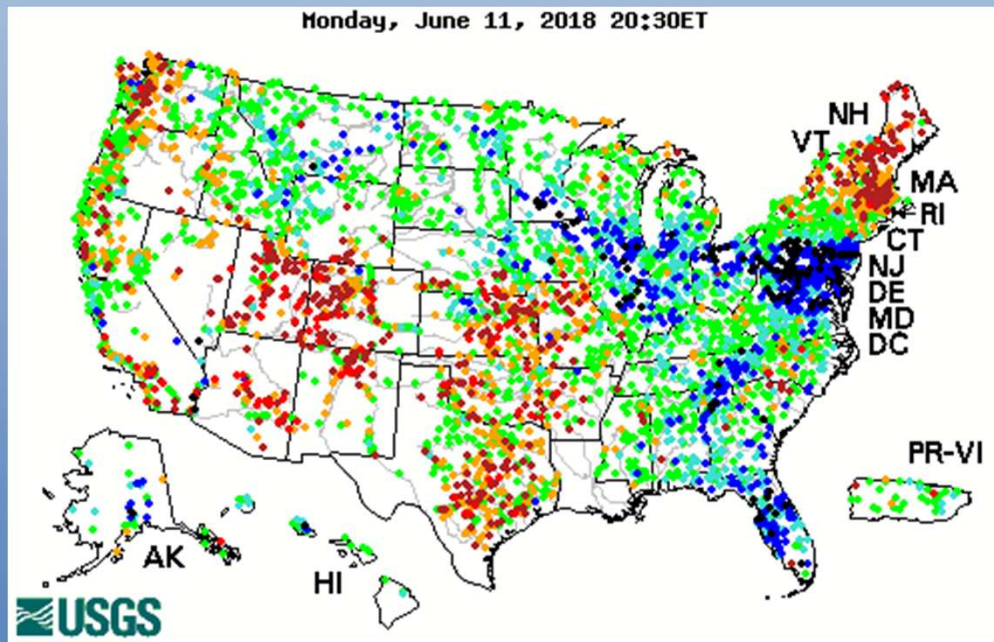 Monday, June 11, 2018 20:30ET
NH
VT
MA
RI
CT
NJ
DE
MD
DC
PR-VI
AK
HI
USGS